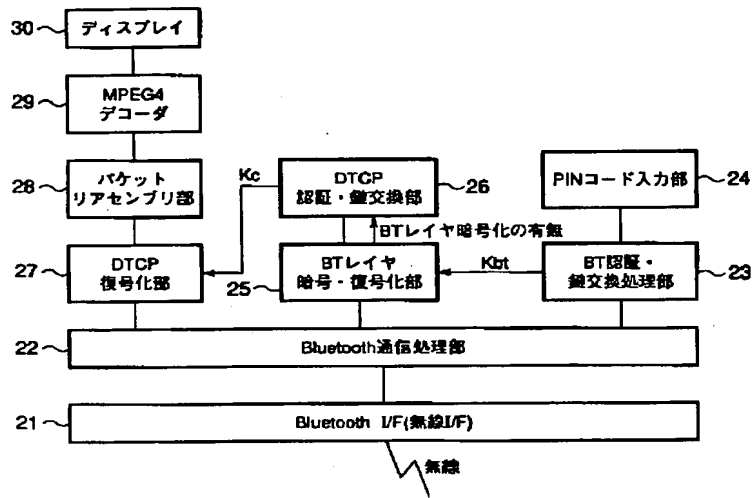 30
ディスプレイ
29
MPEG4
デコーダ
28
パケット
リアセンブリ部
Kc
DTCP
認証・鍵交換部
26
PINコード入力部
24
BTレイヤ暗号化の有無
27
DTCP
復号化部
25
BTレイヤ
暗号・復号化部
Kbt
BT認証・
鍵交換処理部
23
22
Bluetooth通信処理部
21
Bluetooth I/F(無線I/F)
無線